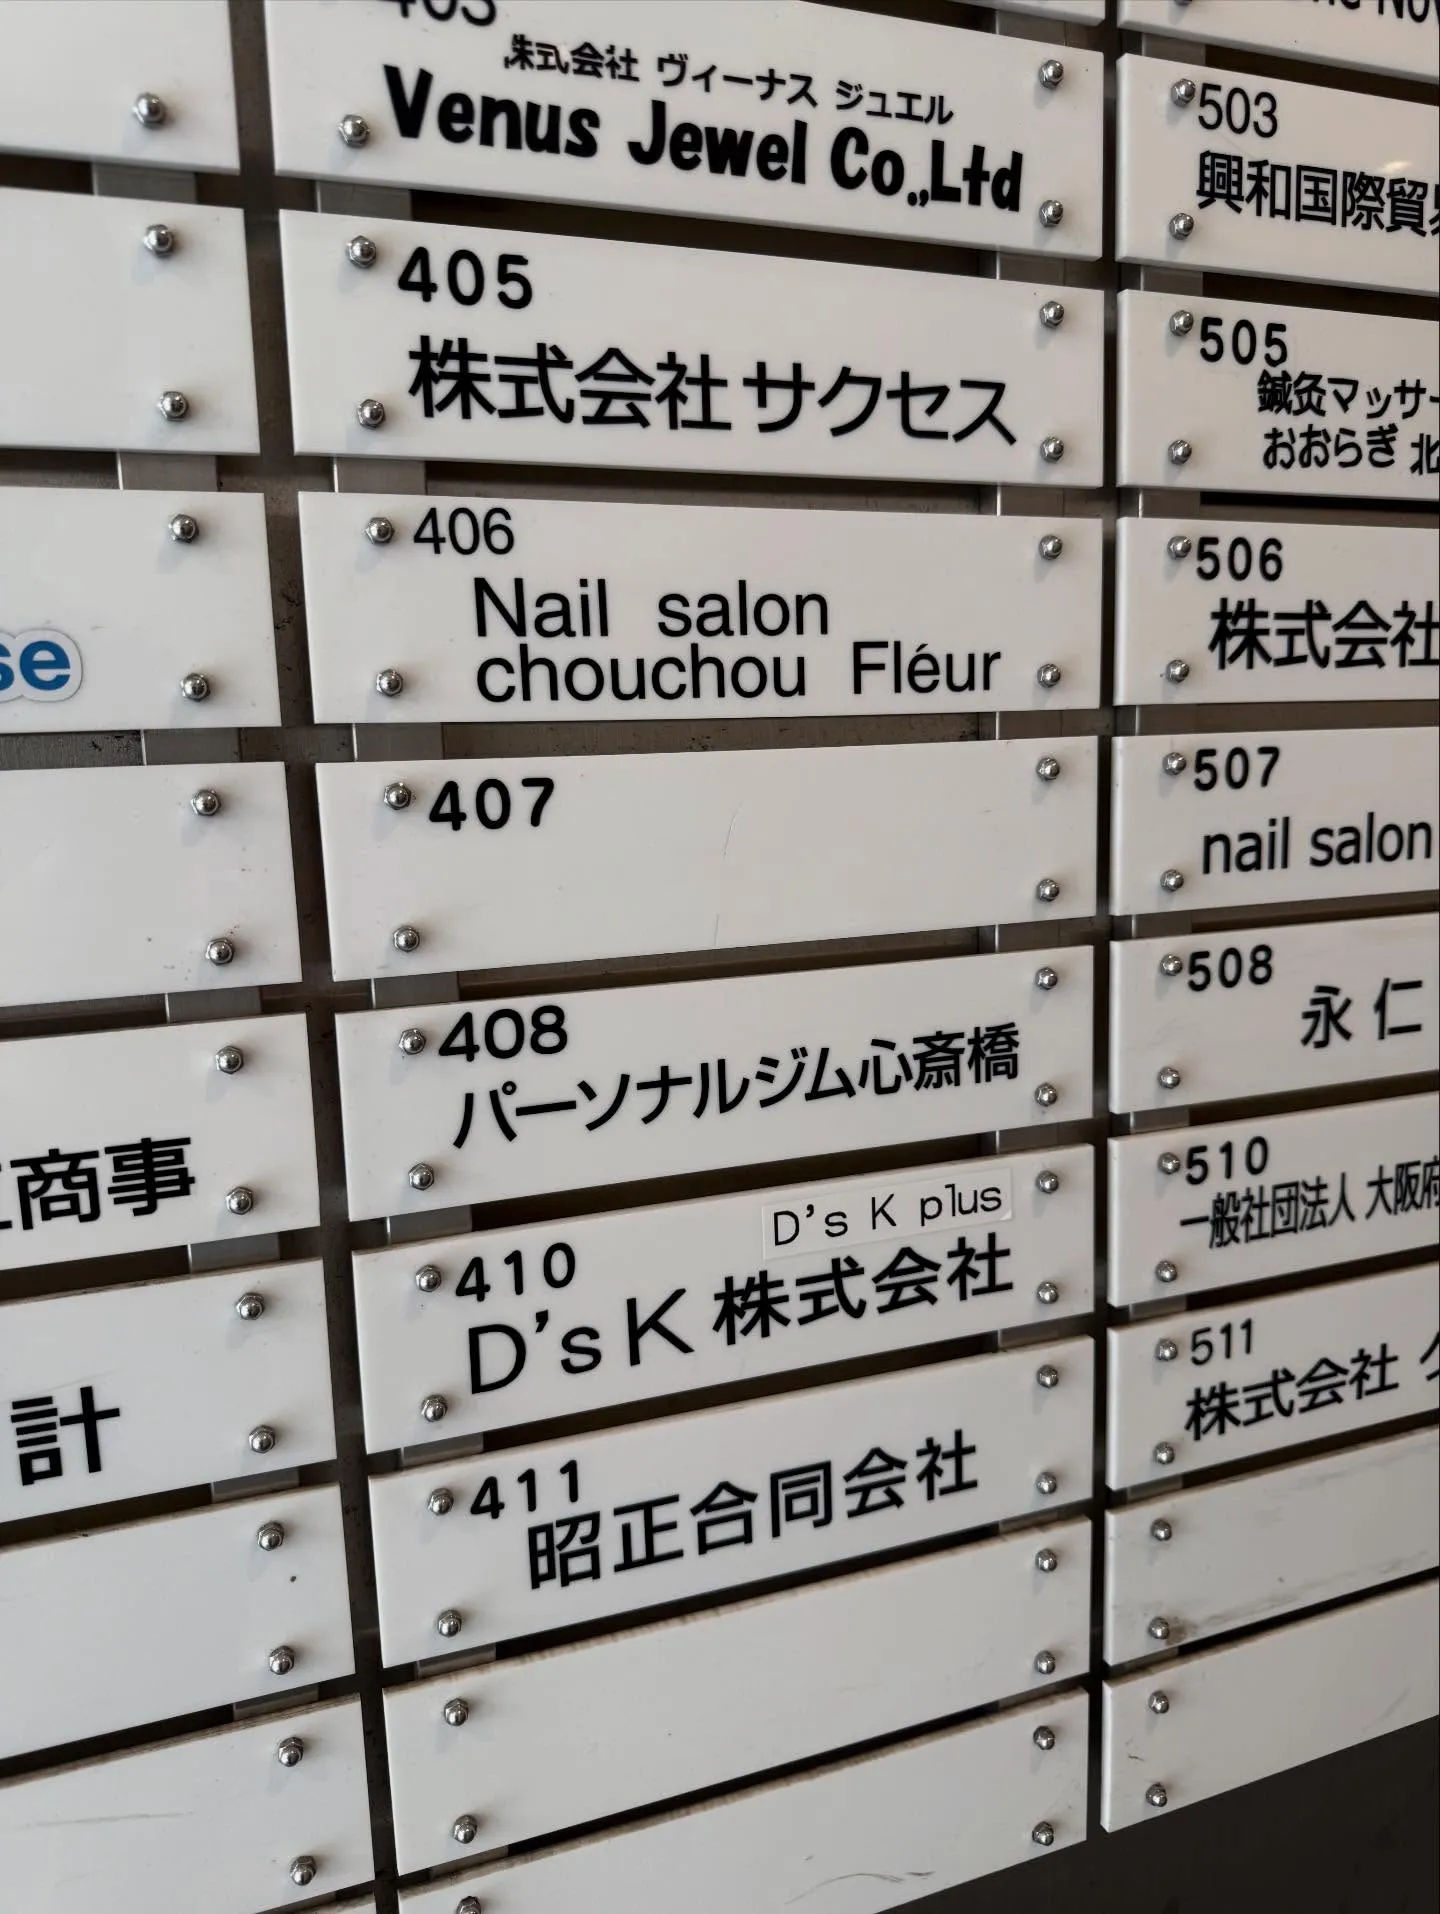 se
商事
計
403
株式会社 ヴィーナス ジュエル
Venus Jewel Co.,Ltd
405
株式会社 サクセス
406
Nail salon
chouchou Fléur
407
408
パーソナルジム心斎橋
D's K plus
410
D's K 株式会社
411
昭正合同会社
503
興和国際貿
505
鍼灸マッサー
おおらぎ 北
506
株式会社
507
nail salon
508
永仁
510
一般社団法人 大阪府
511
株式会社